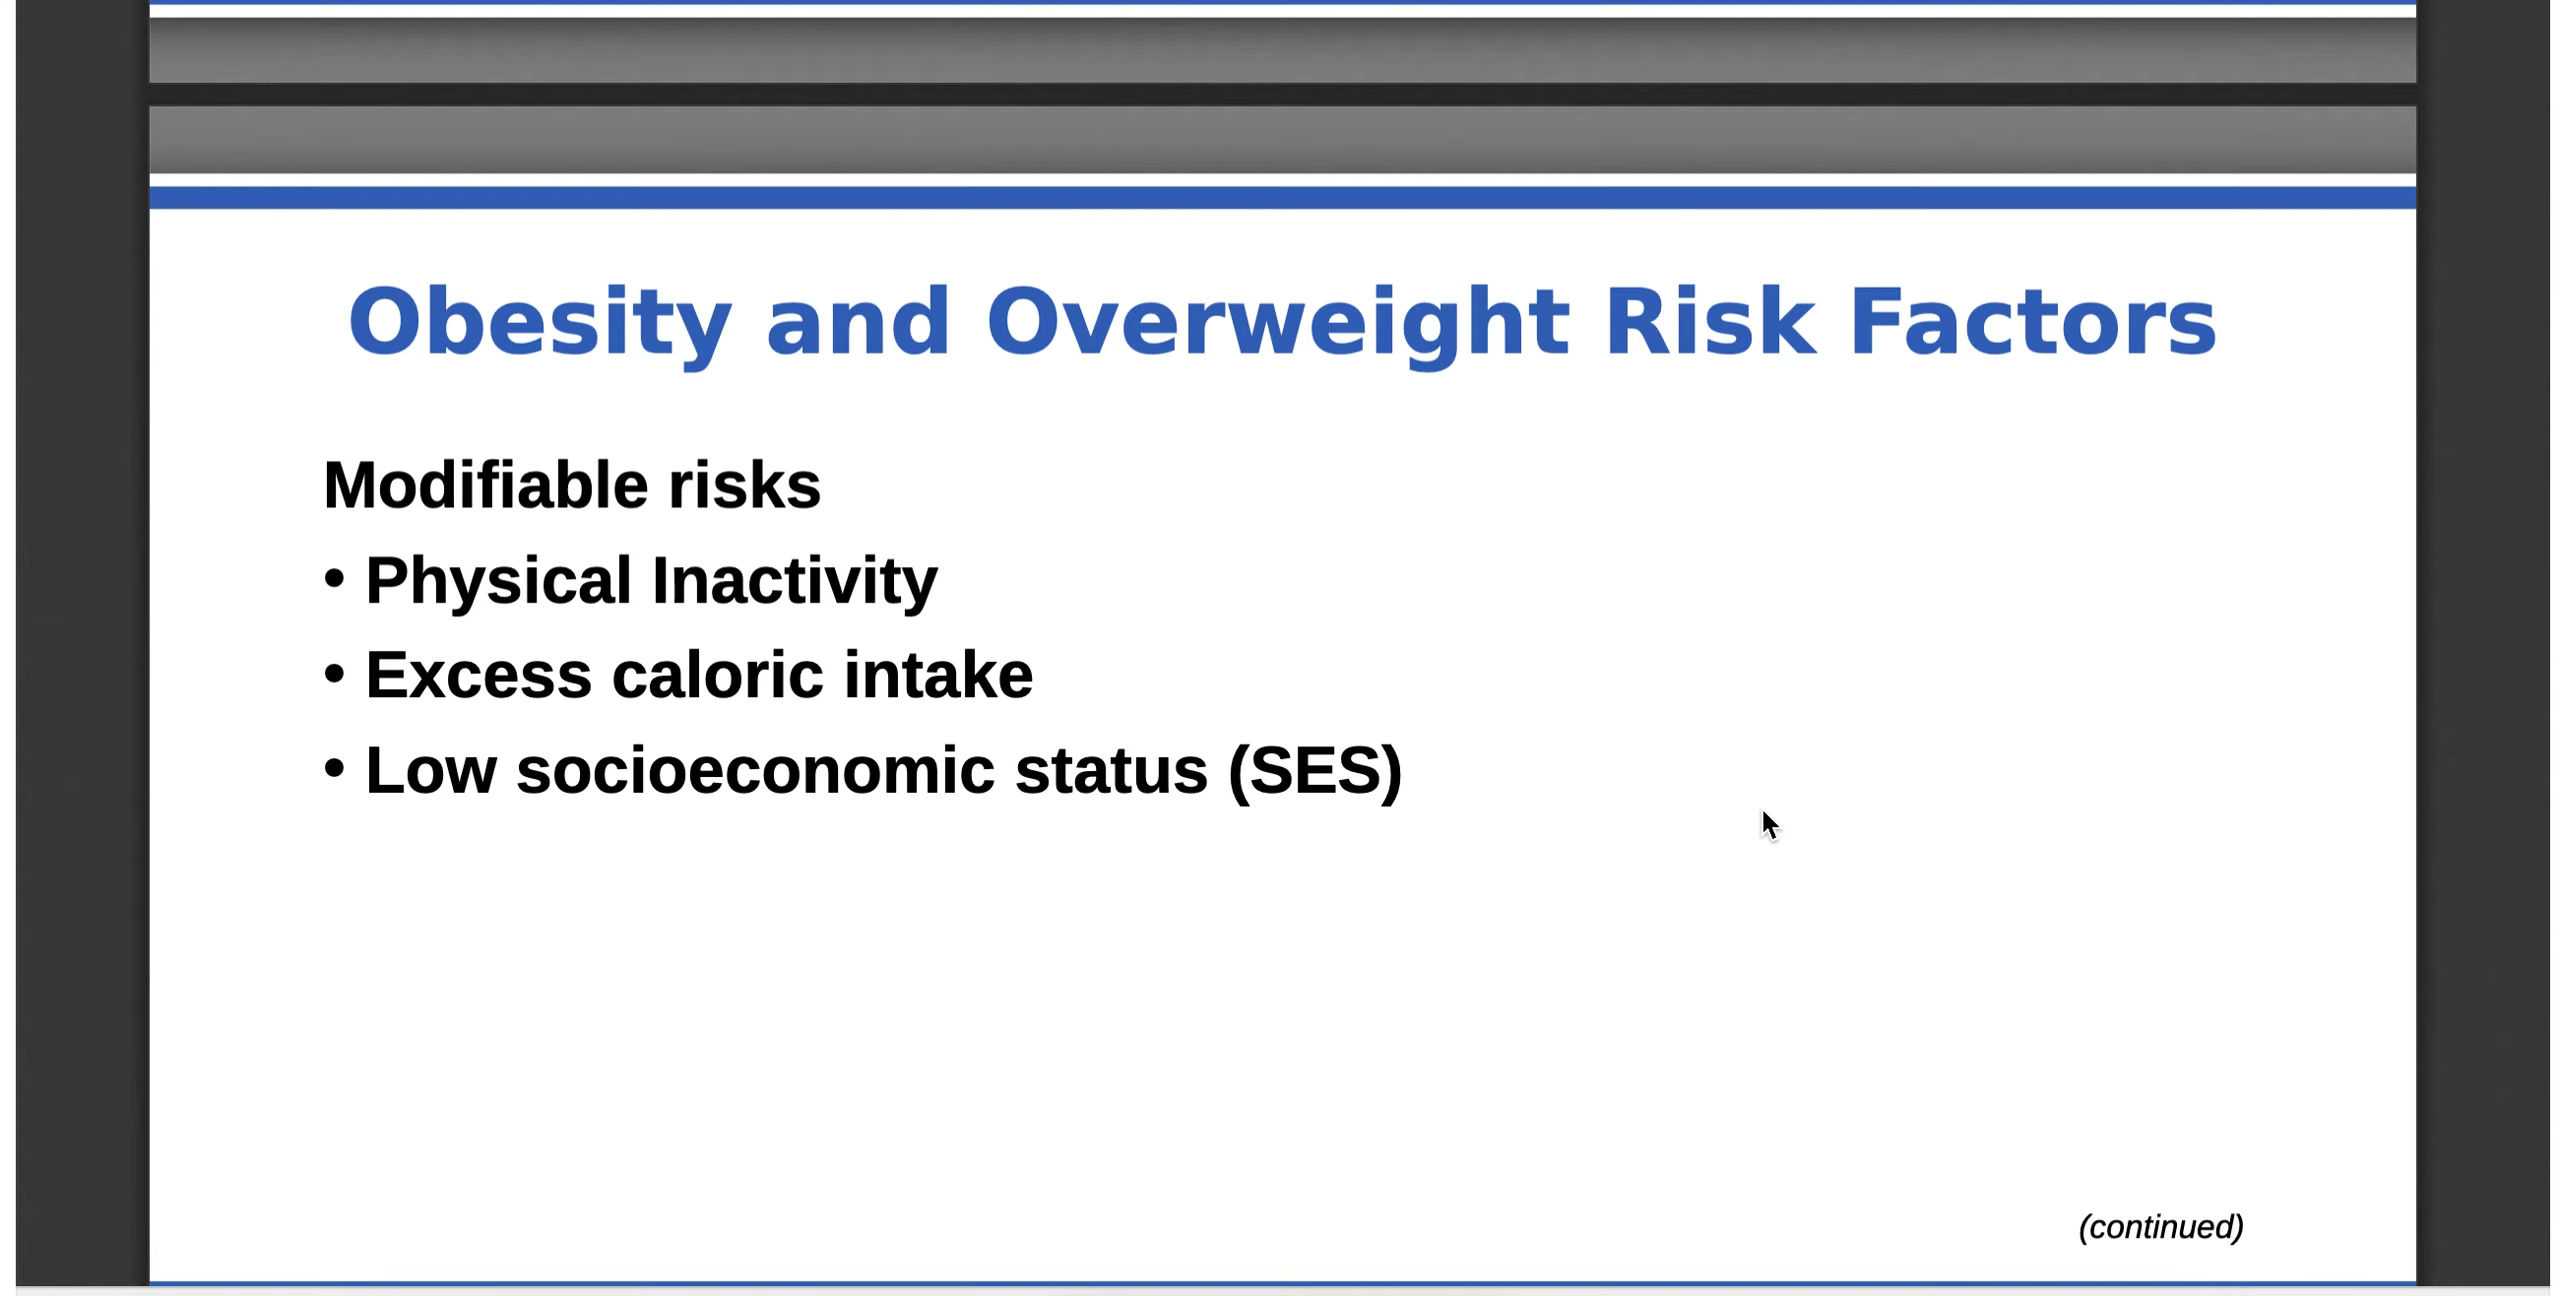 Obesity and Overweight Risk Factors
Modifiable risks
• Physical Inactivity
• Excess caloric intake
• Low socioeconomic status (SES)
(continued)